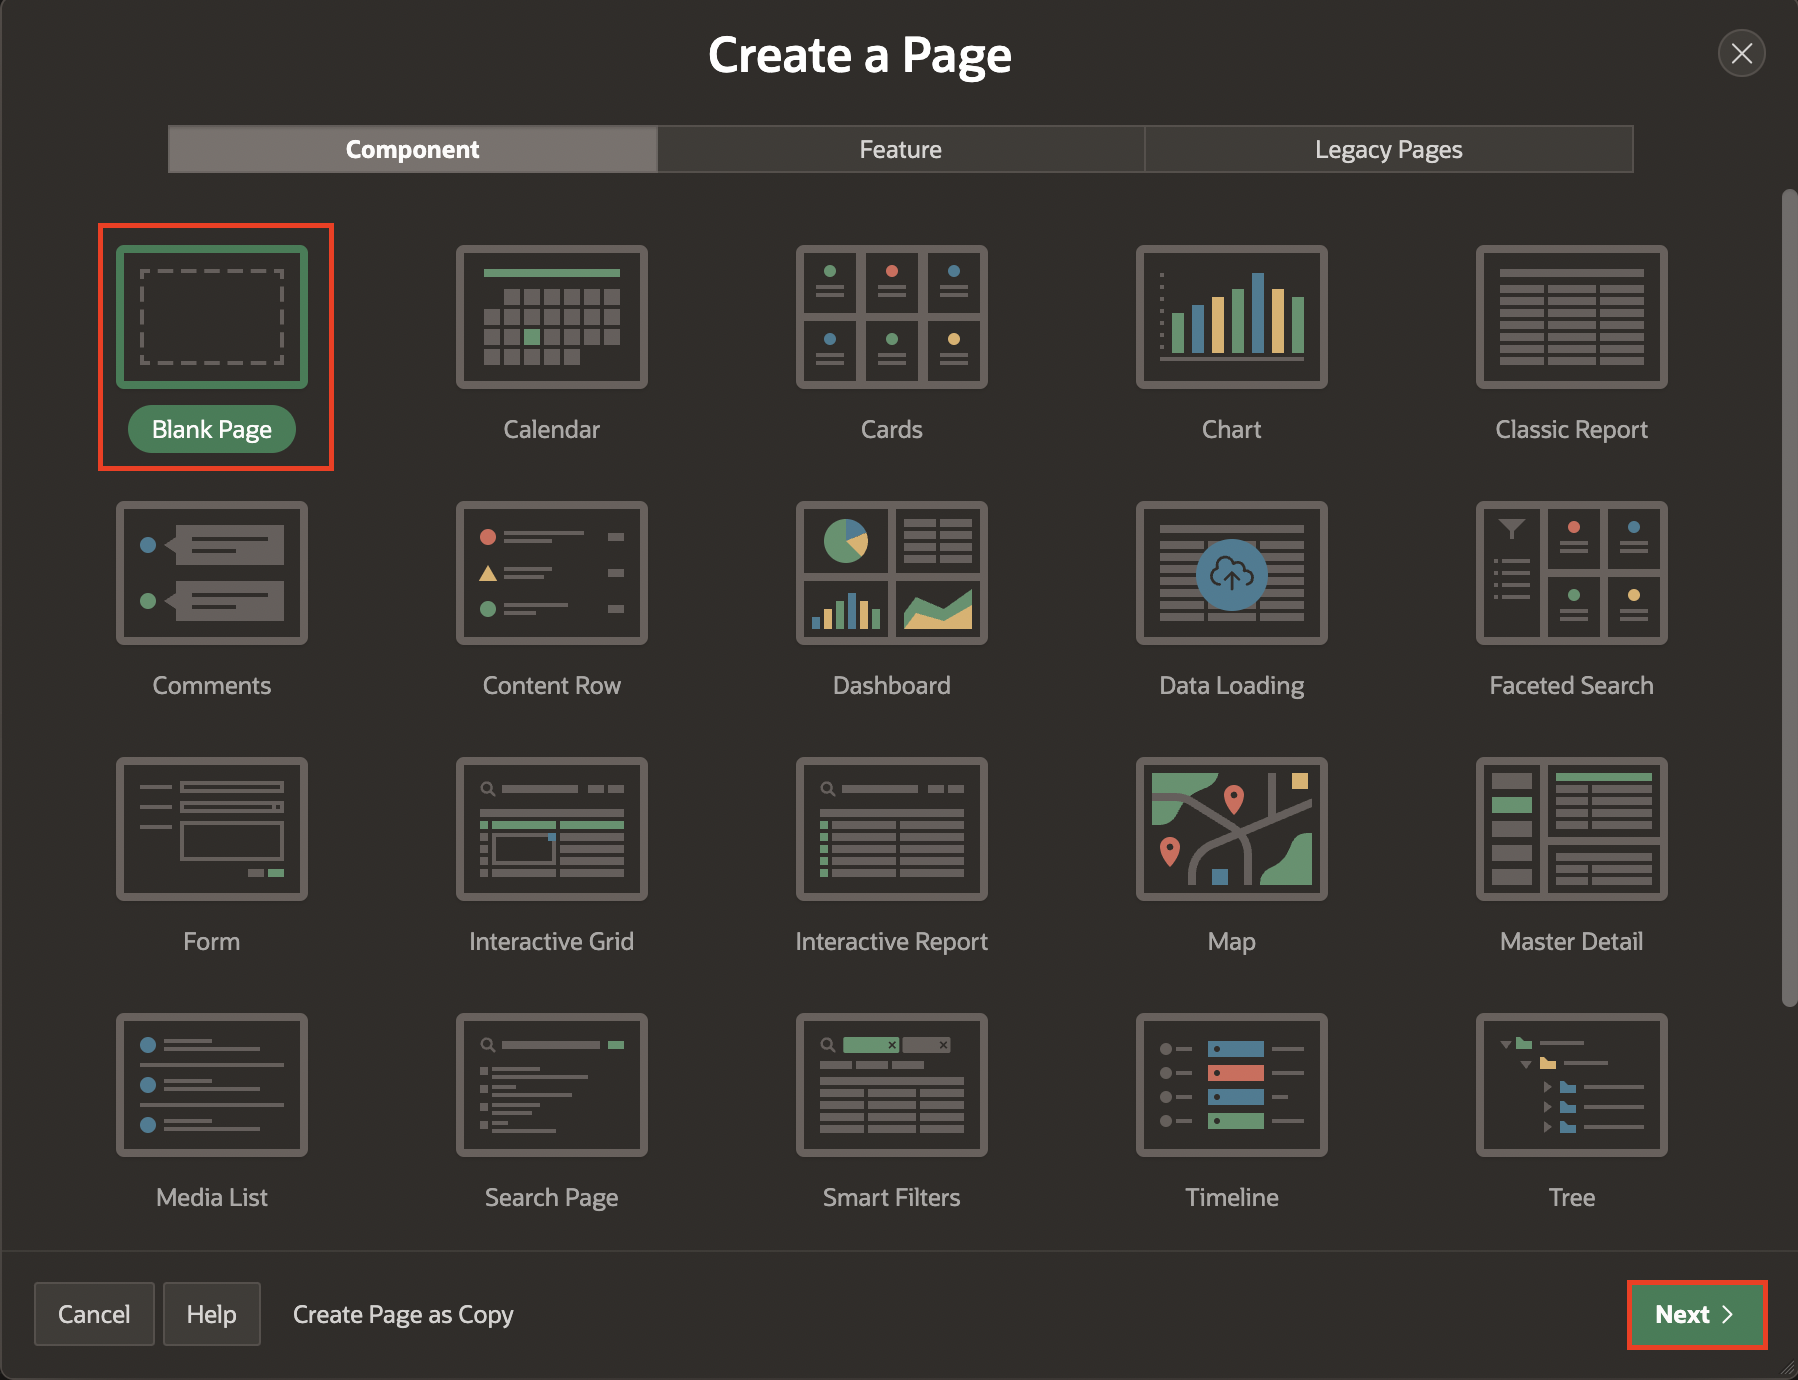 Create a Page
Component
Feature
Legacy Pages
Blank Page
Calendar
Cards
Chart
Classic Report
Comments
Content Row
Dashboard
Data Loading
Faceted Search
Form
Interactive Grid
Interactive Report
Map
Master Detail
Media List
Search Page
Smart Filters
Timeline
Tree
Cancel
Help
Create Page as Copy
Next